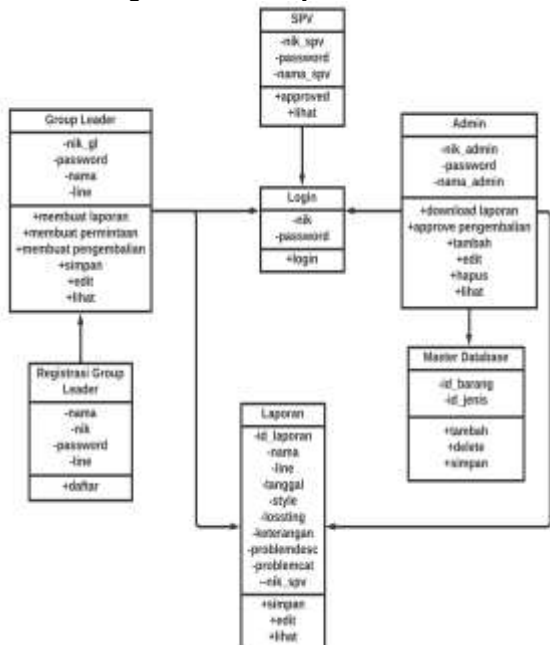 SPV
-nik_spv
-password
-nama_spv
+approved
+lihat
Group Leader
-nik_gl
-password
-nama
-line
+membuat laporan
+membuat permintaan
+membuat pengembalian
+simpan
+edit
+lihat
Admin
-nik_admin
-password
-nama_admin
+download laporan
+approve pengembalian
+tambah
+edit
+hapus
+lihat
Login
-nik
-password
+login
Registrasi Group
Leader
-nama
-nik
-password
-line
+daftar
Master Database
-id_barang
-id_jenis
+tambah
+delete
+simpan
Laporan
-id_laporan
-nama
-line
-tanggal
-style
-lossting
-keterangan
-problemdesc
-problemcat
--nik_spv
+simpan
+edit
+lihat